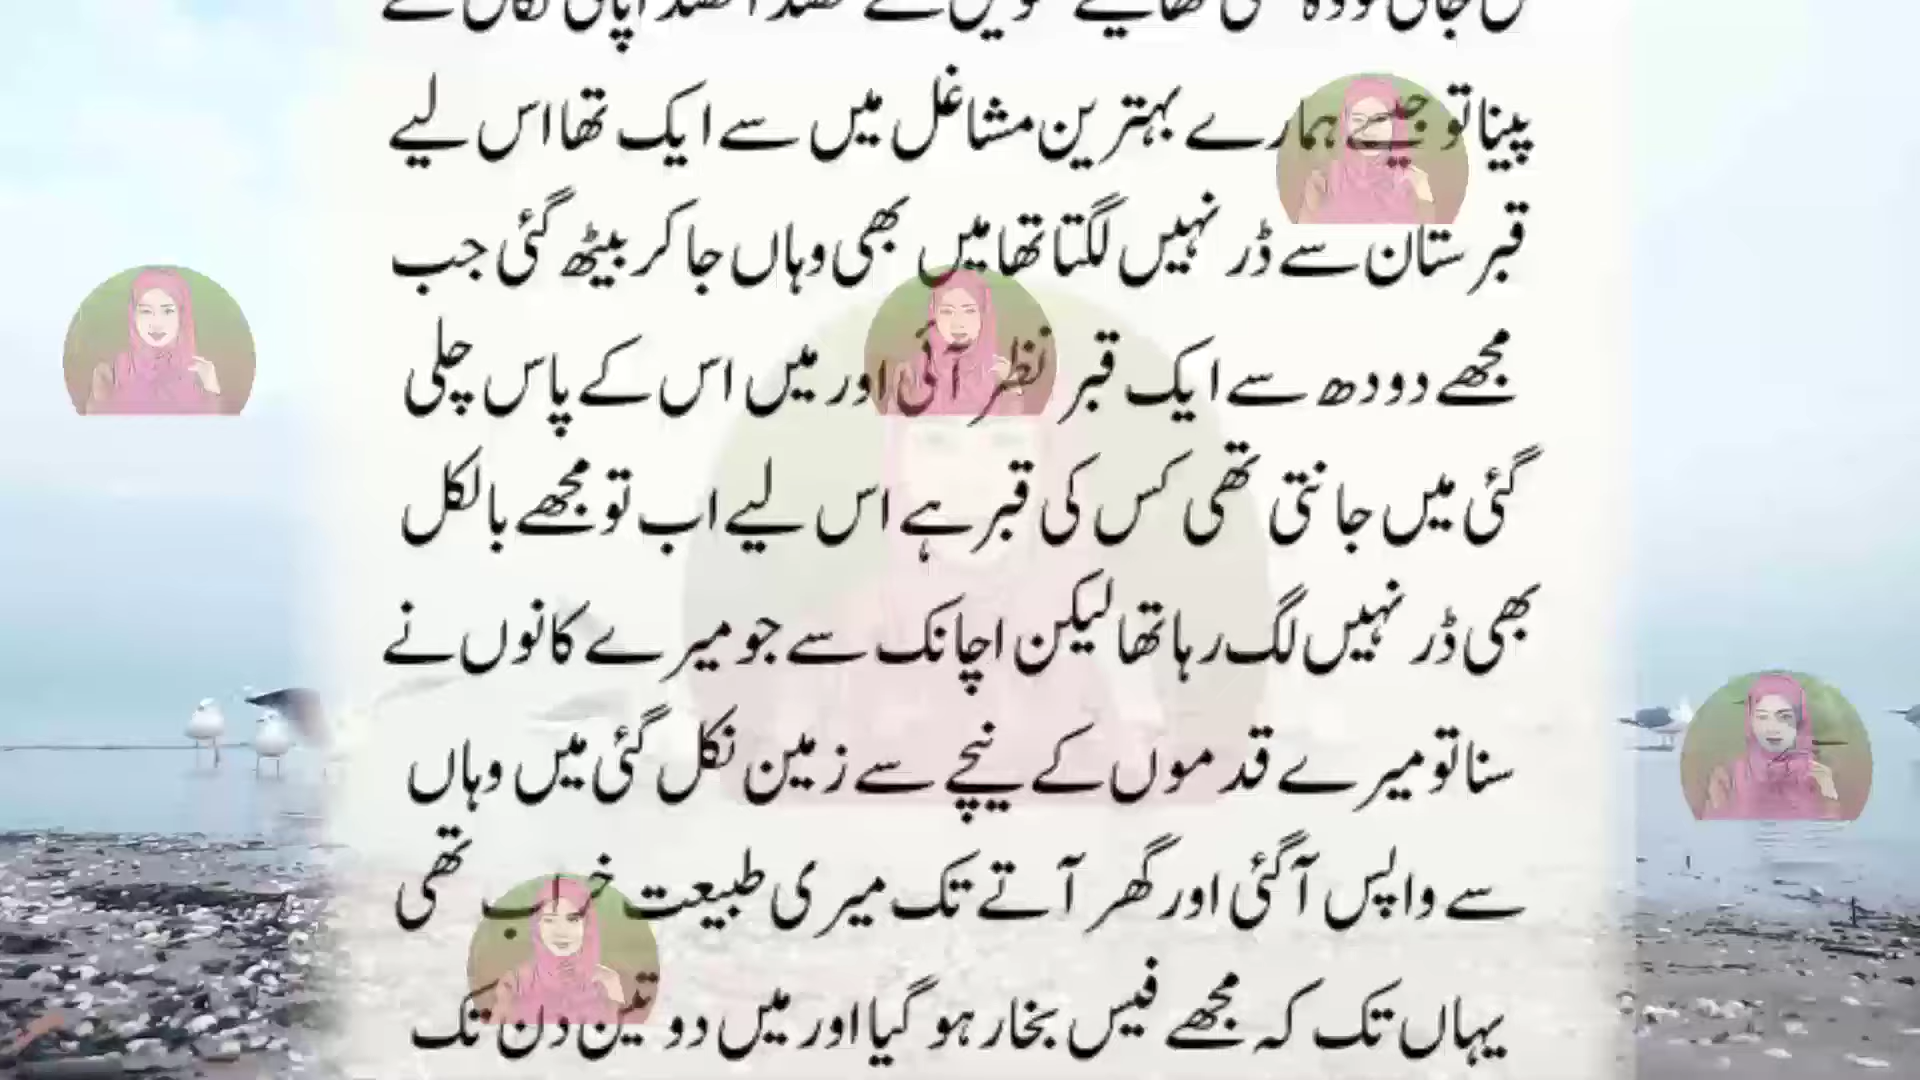 پینا تو جیسے ہمارے بہترین مشاغل میں سے ایک تھا اس لیے
قبرستان سے ڈر نہیں لگتا تھا میں بھی وہاں جا کر بیٹھ گئی جب
مجھے دودھ سے ایک قبر نظر آئی اور میں اس کے پاس چلی
گئی میں جانتی تھی کس کی قبر ہے اس لیے اب تو مجھے بالکل
بھی ڈر نہیں لگ رہا تھا لیکن اچانک سے جو میرے کانوں نے
سنا تو میرے قدموں کے نیچے سے زمین نکل گئی میں وہاں
سے واپس آگئی اور گھر آتے تک میری طبیعت خراب تھی
یہاں تک کہ مجھے فیس بخار ہو گیا اور میں دو تین دن تک